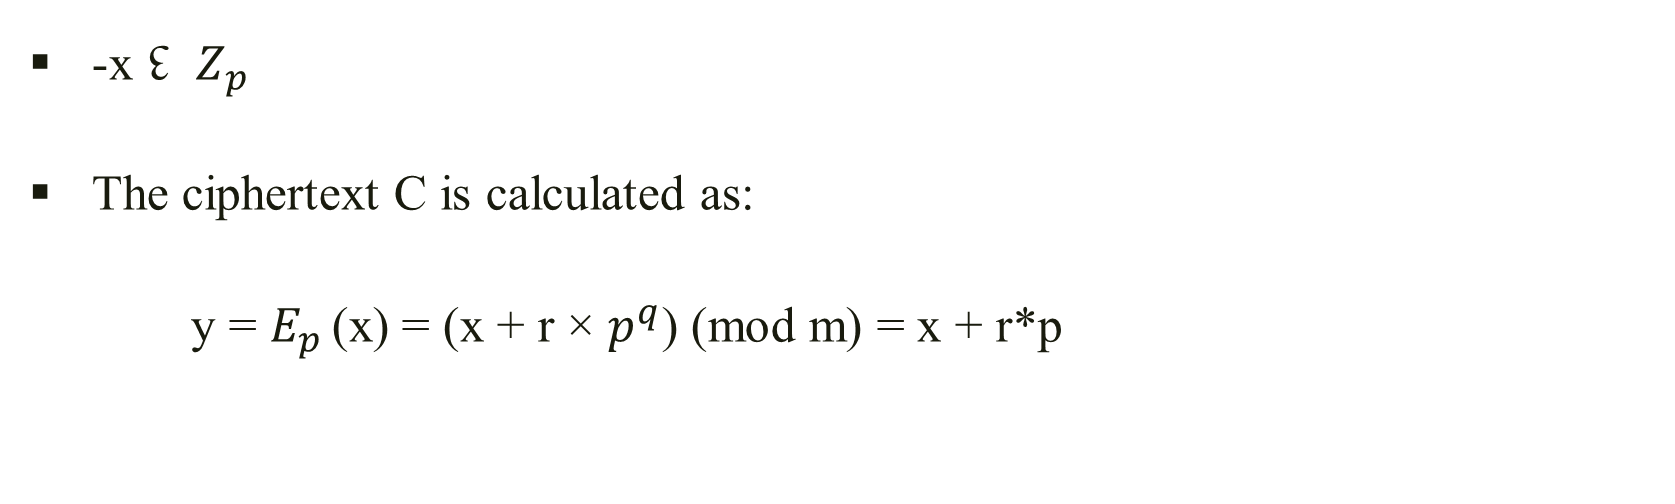 ▪ -x ℇ Z_p
▪ The ciphertext C is calculated as:
y = E_p (x) = (x + r × p^q) (mod m) = x + r*p